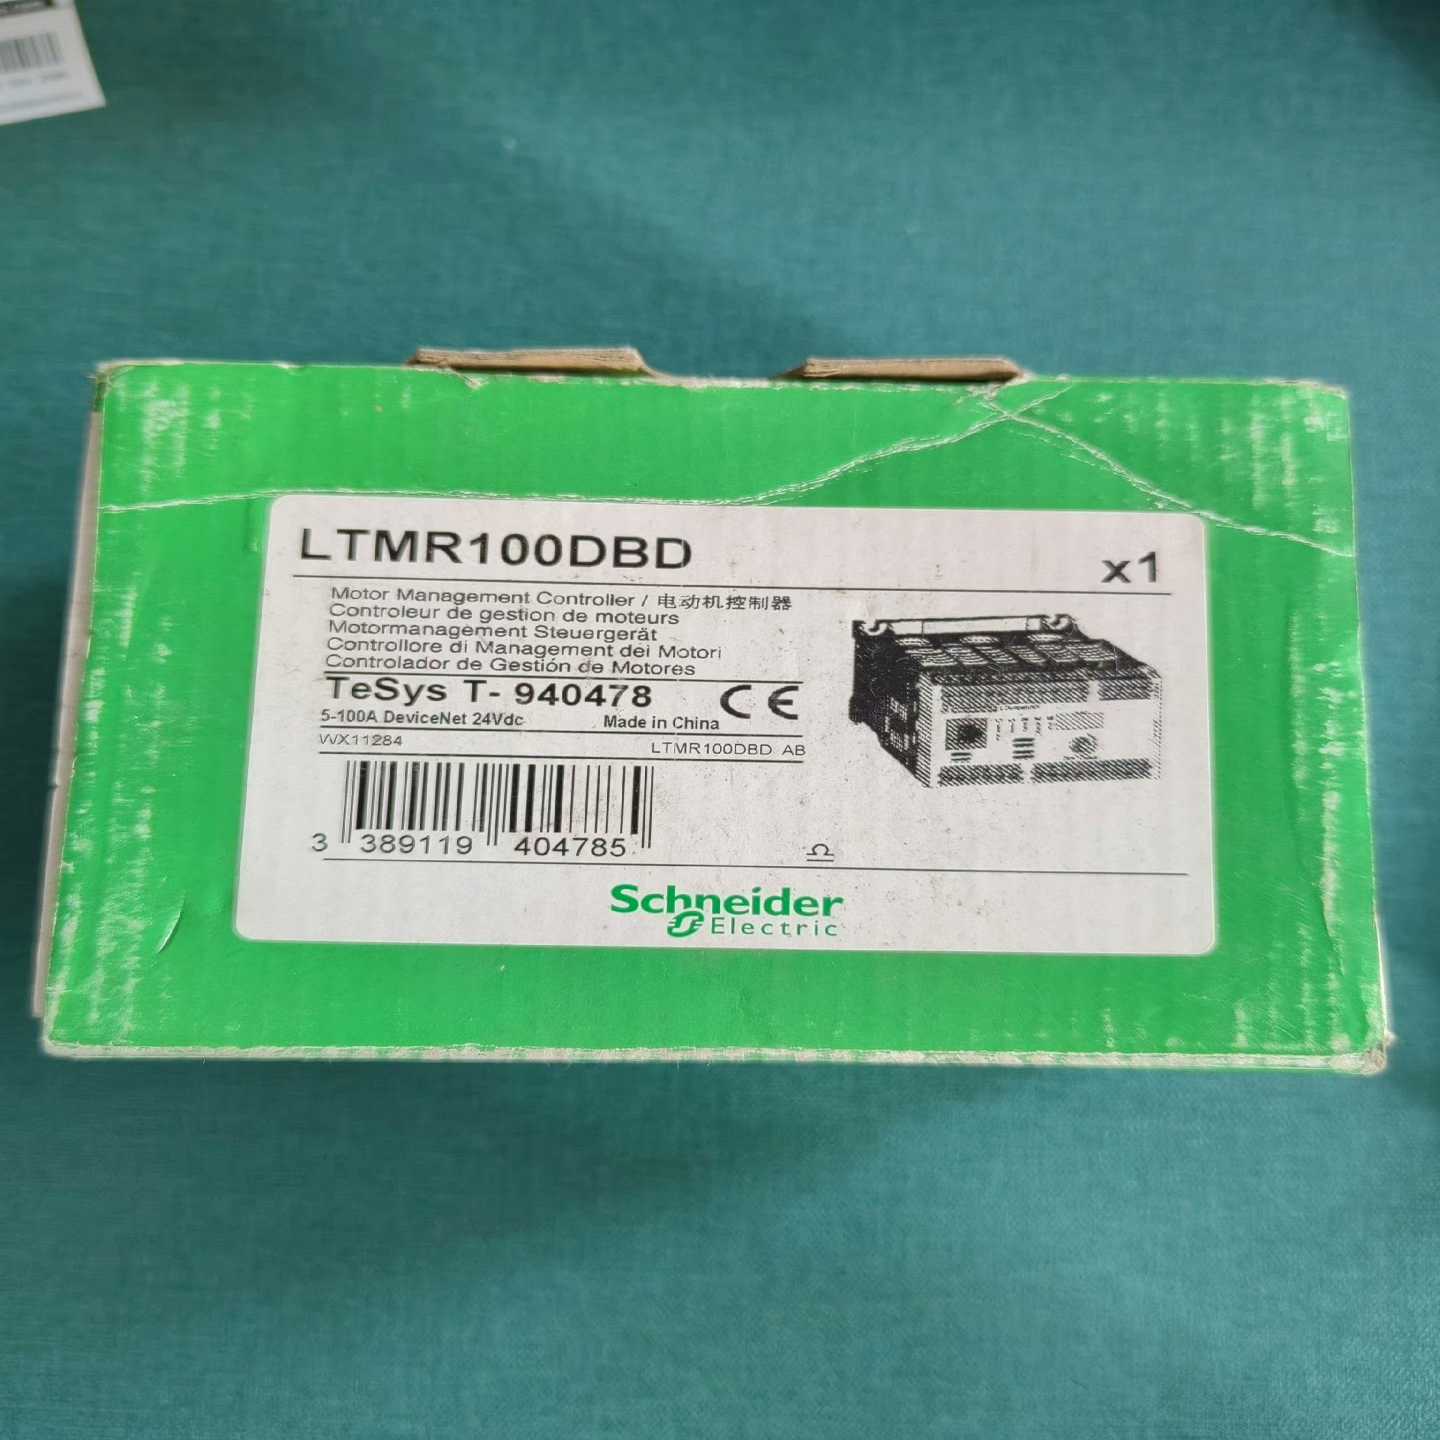 LTMR100DBD
x1
Motor Management Controller / 电动机控制器
Controleur de gestion de moteurs
Motormanagement Steuergerät
Controllore di Management dei Motori
Controlador de Gestión de Motores
TeSys T- 940478
CE
5-100A DeviceNet 24Vdc
Made in China
WX11284
LTMR100DBD AB
3 389119 404785
Schneider
Electric